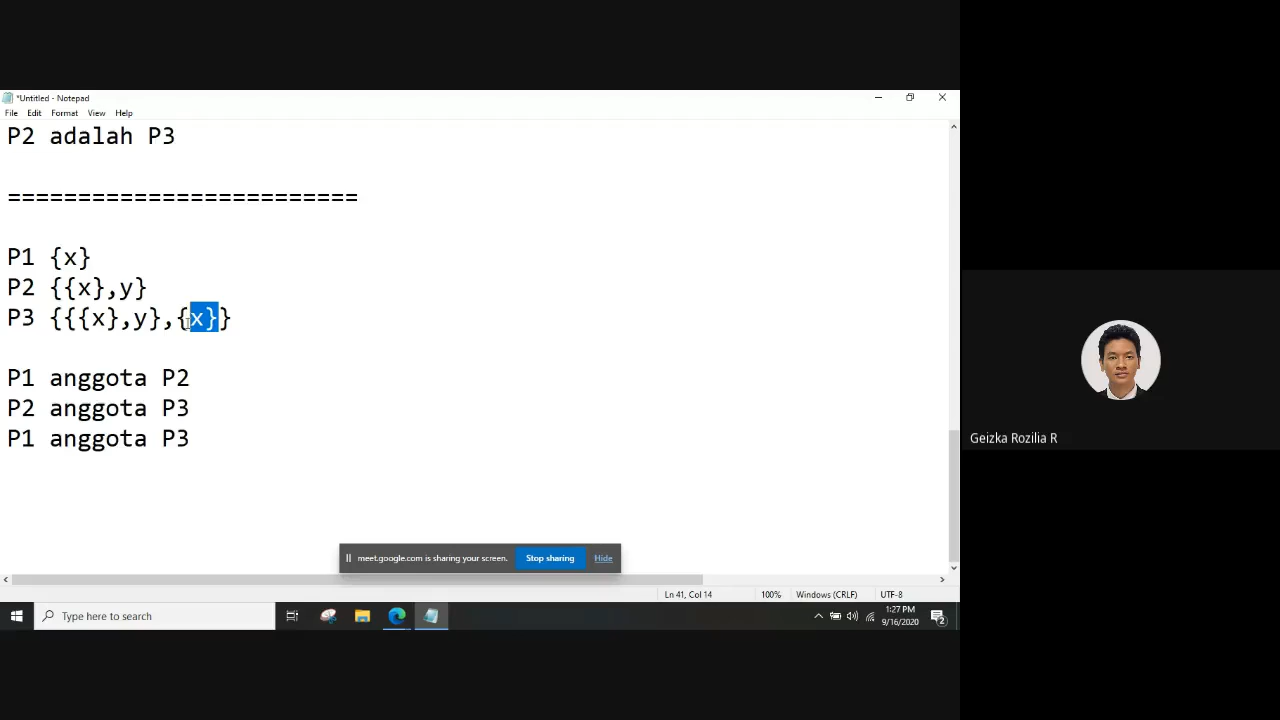 *Untitled - Notepad
File Edit Format View Help
P2 adalah P3
=========================
P1 {x}
P2 {{x},y}
P3 {{{x},y},{x}}
P1 anggota P2
P2 anggota P3
P1 anggota P3
Geizka Rozilia R
meet.google.com is sharing your screen. Stop sharing Hide
Ln 41, Col 14 100% Windows (CRLF) UTF-8
Type here to search
1:27 PM
9/16/2020
2